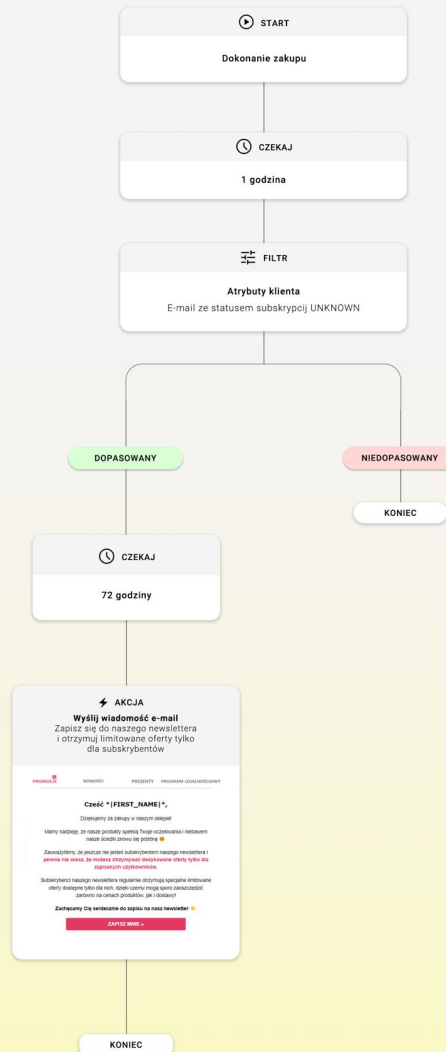 START
Dokonanie zakupu
CZEKAJ
1 godzina
FILTR
Atrybuty klienta
E-mail ze statusem subskrypcij UNKNOWN
DOPASOWANY
NIEDOPASOWANY
KONIEC
CZEKAJ
72 godziny
AKCJA
Wyślij wiadomość e-mail
Zapisz się do naszego newslettera
i otrzymuj limitowane oferty tylko
dla subskrybentów
PROMOCJE NOWOŚCI PREZENTY PROGRAM LOJALNOŚCIOWY
Cześć *|FIRST_NAME|*,
Dziękujemy za zakupy w naszym sklepie!
Mamy nadzieję, że nasze produkty spełnią Twoje oczekiwania i niebawem
nasze ścieżki znowu się przetną
Zauważyliśmy, że jeszcze nie jesteś subskrybentem naszego newslettera i
pewnie nie wiesz, że możesz otrzymywać dedykowane oferty tylko dla
zapisanych użytkowników.
Subskrybenci naszego newslettera regularnie otrzymują specjalne limitowane
oferty dostępne tylko dla nich, dzięki czemu mogą sporo zaoszczędzić
zarówno na cenach produktów, jak i dostawy!
Zachęcamy Cię serdecznie do zapisu na nasz newsletter
ZAPISZ MNIE »
KONIEC